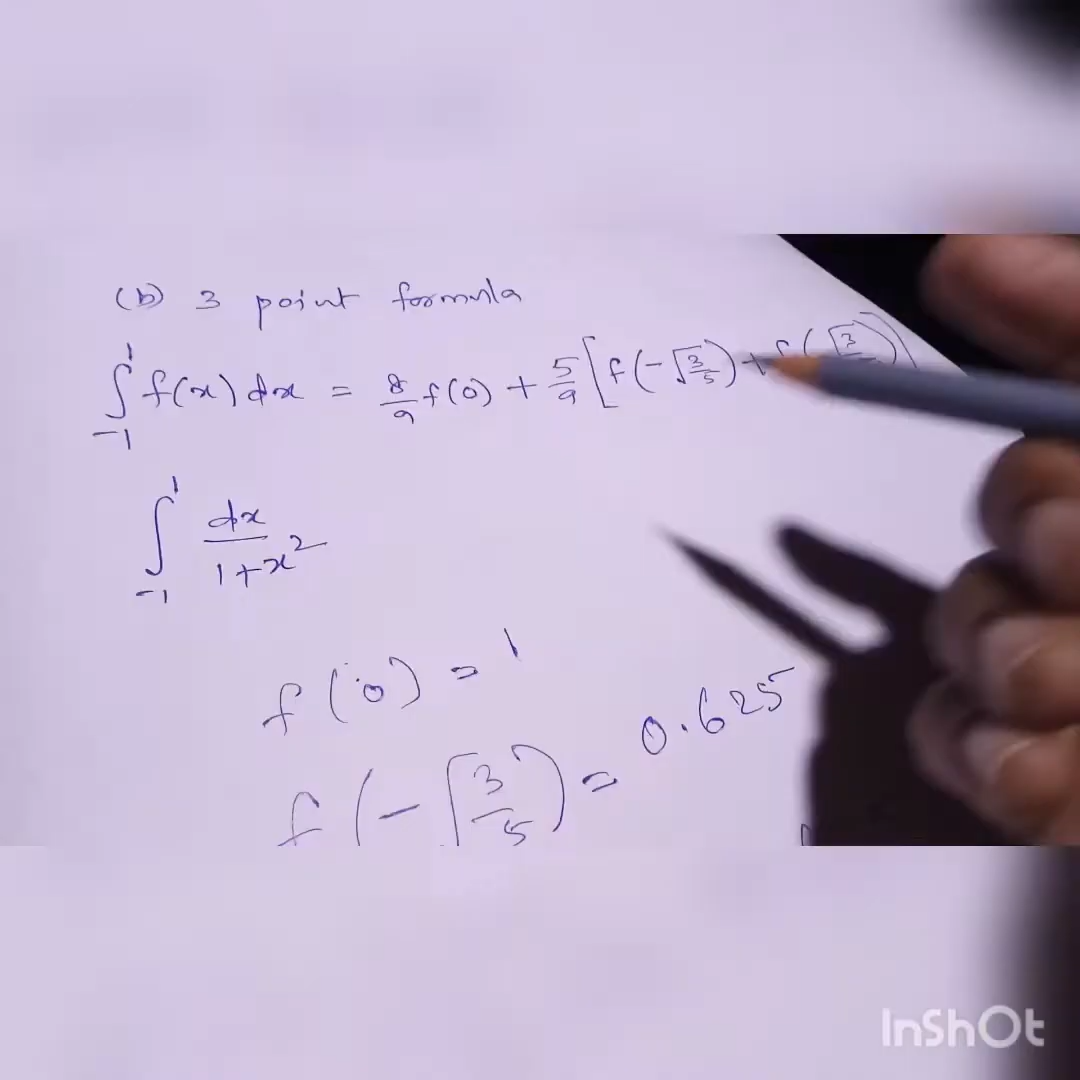 (b) 3 point formula
∫₋₁¹ f(x) dx = 8/9 f(0) + 5/9 [f(-√(3/5)) + f(√3
∫₋₁¹ dx/(1+x²)
f(0) = 1
f(-√(3/5)) = 0.625
InShOt